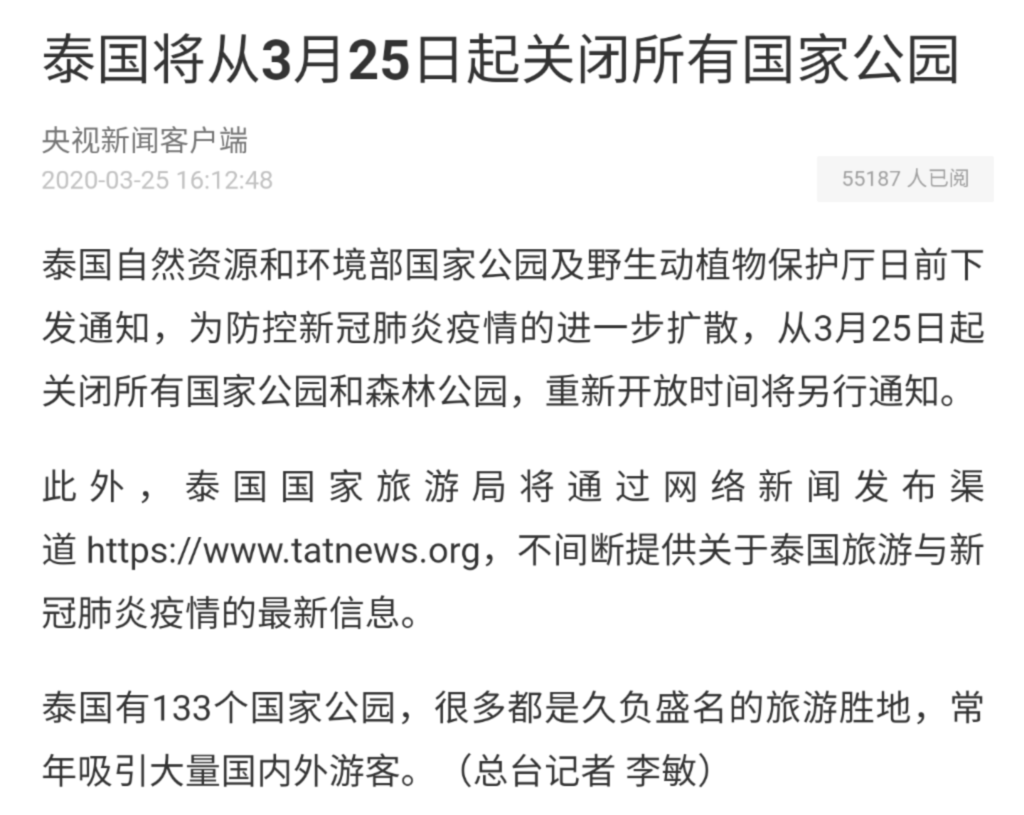 泰国将从3月25日起关闭所有国家公园
央视新闻客户端
2020-03-25 16:12:48
55187 人已阅
泰国自然资源和环境部国家公园及野生动植物保护厅日前下
发通知，为防控新冠肺炎疫情的进一步扩散，从3月25日起
关闭所有国家公园和森林公园，重新开放时间将另行通知。
此外，泰国国家旅游局将通过网络新闻发布渠
道 https://www.tatnews.org，不间断提供关于泰国旅游与新
冠肺炎疫情的最新信息。
泰国有133个国家公园，很多都是久负盛名的旅游胜地，常
年吸引大量国内外游客。（总台记者 李敏）